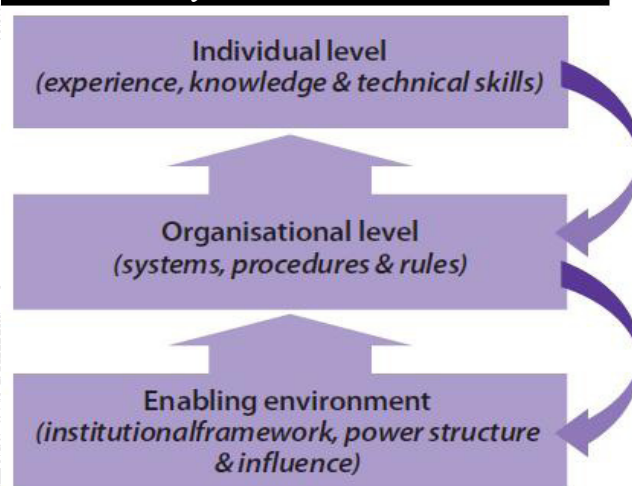 Individual level
(experience, knowledge & technical skills)
Organisational level
(systems, procedures & rules)
Enabling environment
(institutionalframework, power structure
& influence)